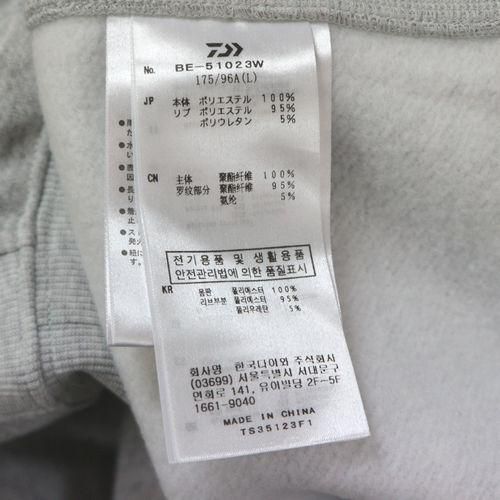 No. BE-51023W
175/96A(L)
JP 本体 ポリエステル 100%
リブ ポリエステル 95%
ポリウレタン 5%
CN 主体 聚酯纤维 100%
罗纹部分 聚酯纤维 95%
氨纶 5%
전기용품 및 생활용품
안전관리법에 의한 품질표시
KR 몸판 폴리에스터 100%
리브부분 폴리에스터 95%
폴리우레탄 5%
회사명 한국다이와 주식회사
(03699) 서울특별시 서대문구
연희로 141, 유아빌딩 2F~5F
1661-9040
MADE IN CHINA
TS35123F1